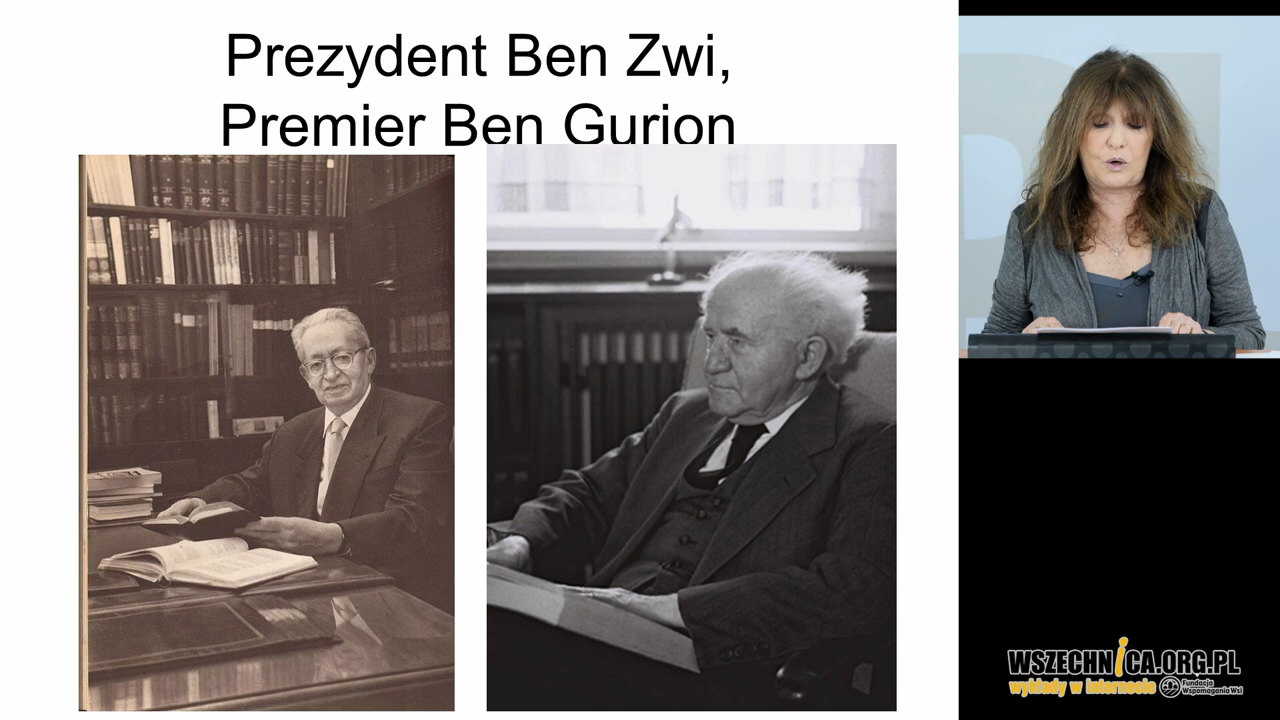 Prezydent Ben Zwi,
Premier Ben Gurion
WSZECHNICA.ORG.PL
wykłady w internecie
Fundacja
Wspomagania Wsi